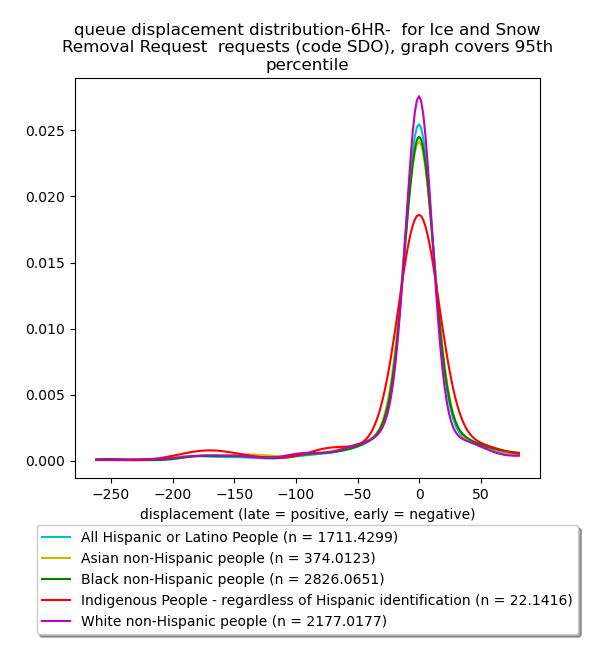 queue displacement distribution-6HR-  for Ice and Snow
Removal Request  requests (code SDO), graph covers 95th
percentile
0.025
0.020
0.015
0.010
0.005
0.000
−250 −200 −150 −100 −50 0 50
displacement (late = positive, early = negative)
All Hispanic or Latino People (n = 1711.4299)
Asian non-Hispanic people (n = 374.0123)
Black non-Hispanic people (n = 2826.0651)
Indigenous People - regardless of Hispanic identification (n = 22.1416)
White non-Hispanic people (n = 2177.0177)